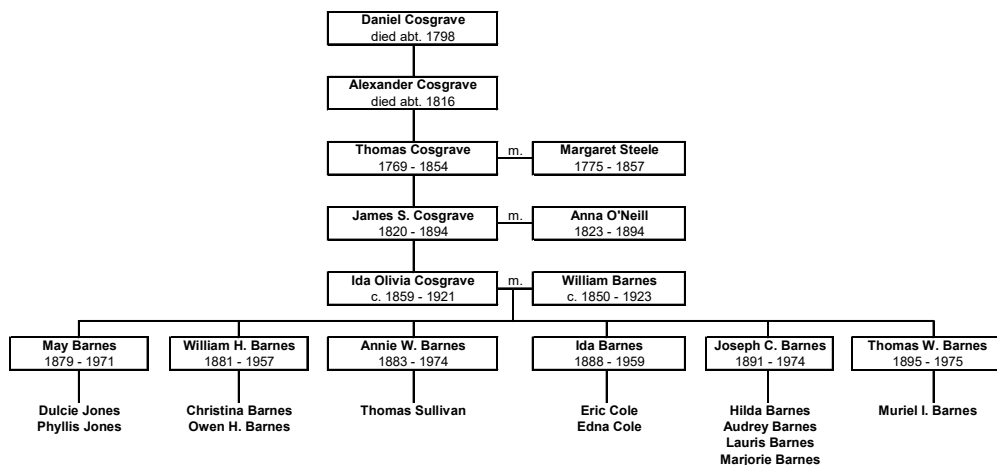 Daniel Cosgrave
died abt. 1798
Alexander Cosgrave
died abt. 1816
Thomas Cosgrave
1769 - 1854
m.
Margaret Steele
1775 - 1857
James S. Cosgrave
1820 - 1894
m.
Anna O'Neill
1823 - 1894
Ida Olivia Cosgrave
c. 1859 - 1921
m.
William Barnes
c. 1850 - 1923
May Barnes
1879 - 1971
William H. Barnes
1881 - 1957
Annie W. Barnes
1883 - 1974
Ida Barnes
1888 - 1959
Joseph C. Barnes
1891 - 1974
Thomas W. Barnes
1895 - 1975
Dulcie Jones
Phyllis Jones
Christina Barnes
Owen H. Barnes
Thomas Sullivan
Eric Cole
Edna Cole
Hilda Barnes
Audrey Barnes
Lauris Barnes
Marjorie Barnes
Muriel I. Barnes